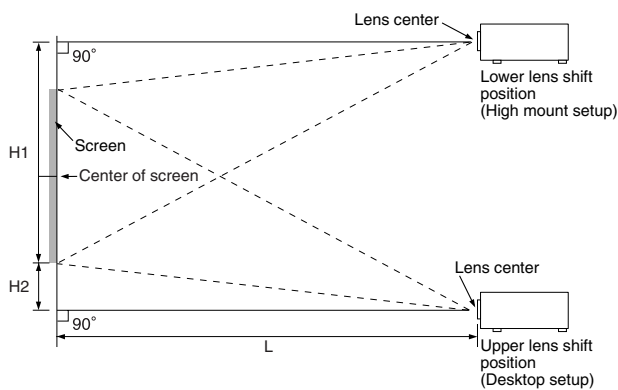 Lens center
90°
Lower lens shift
position
(High mount setup)
H1
Screen
Center of screen
H2
Lens center
90°
L
Upper lens shift
position
(Desktop setup)